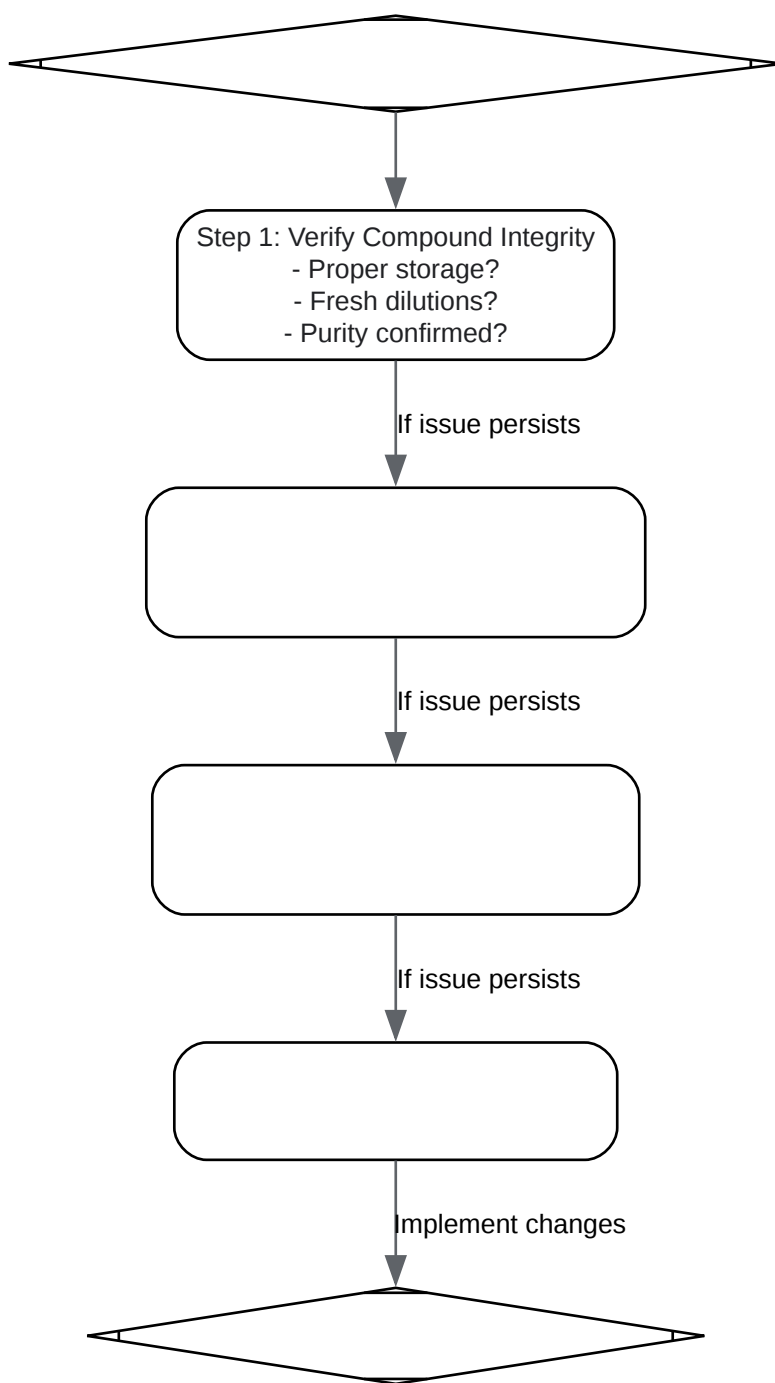 Step 1: Verify Compound Integrity
- Proper storage?
- Fresh dilutions?
- Purity confirmed?
If issue persists
If issue persists
If issue persists
Implement changes